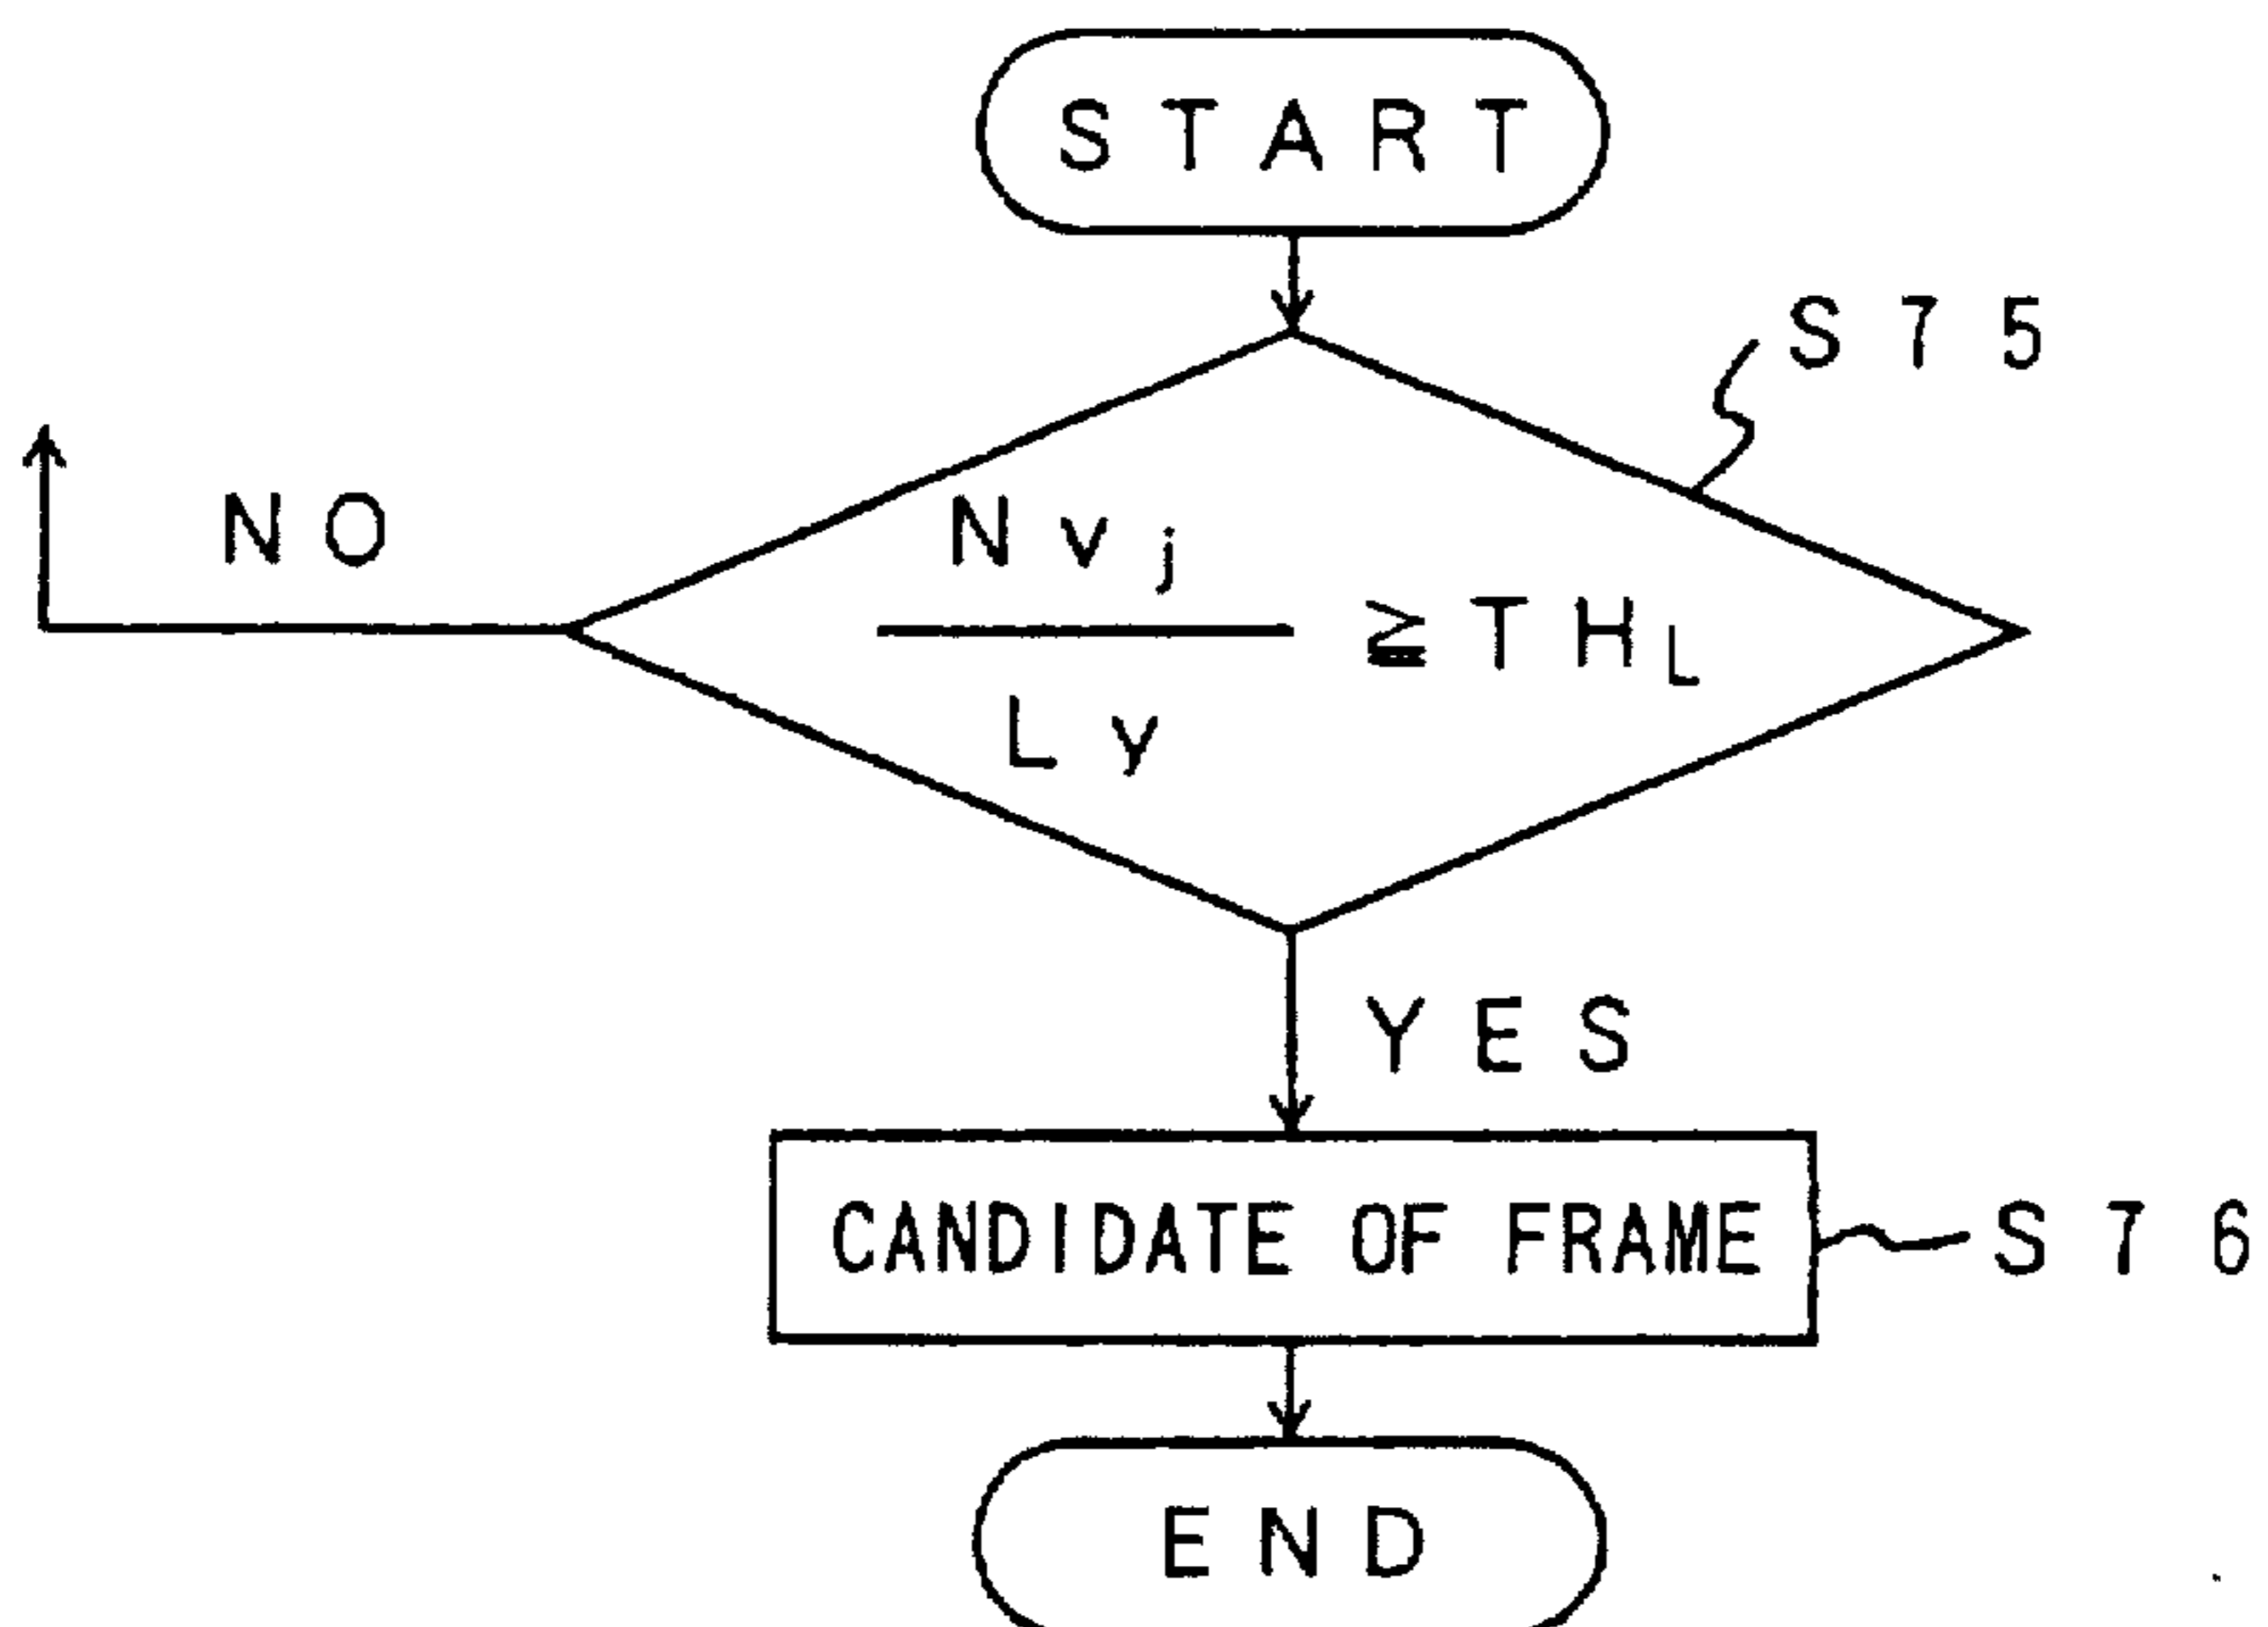 START
S75
NO
Nvj
≧THL
Ly
YES
CANDIDATE OF FRAME
S76
END